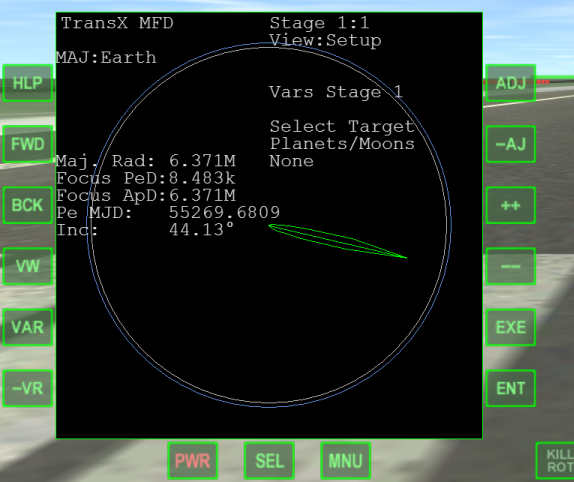 TransX MFD
Stage 1:1
View:Setup
MAJ:Earth
Vars Stage 1
Select Target
Planets/Moons
None
Maj. Rad: 6.371M
Focus PeD:8.483k
Focus ApD:6.371M
Pe MJD: 55269.6809
Inc: 44.13°
HLP
FWD
BCK
VW
VAR
-VR
ADJ
-AJ
++
--
EXE
ENT
PWR
SEL
MNU
KILL
ROT